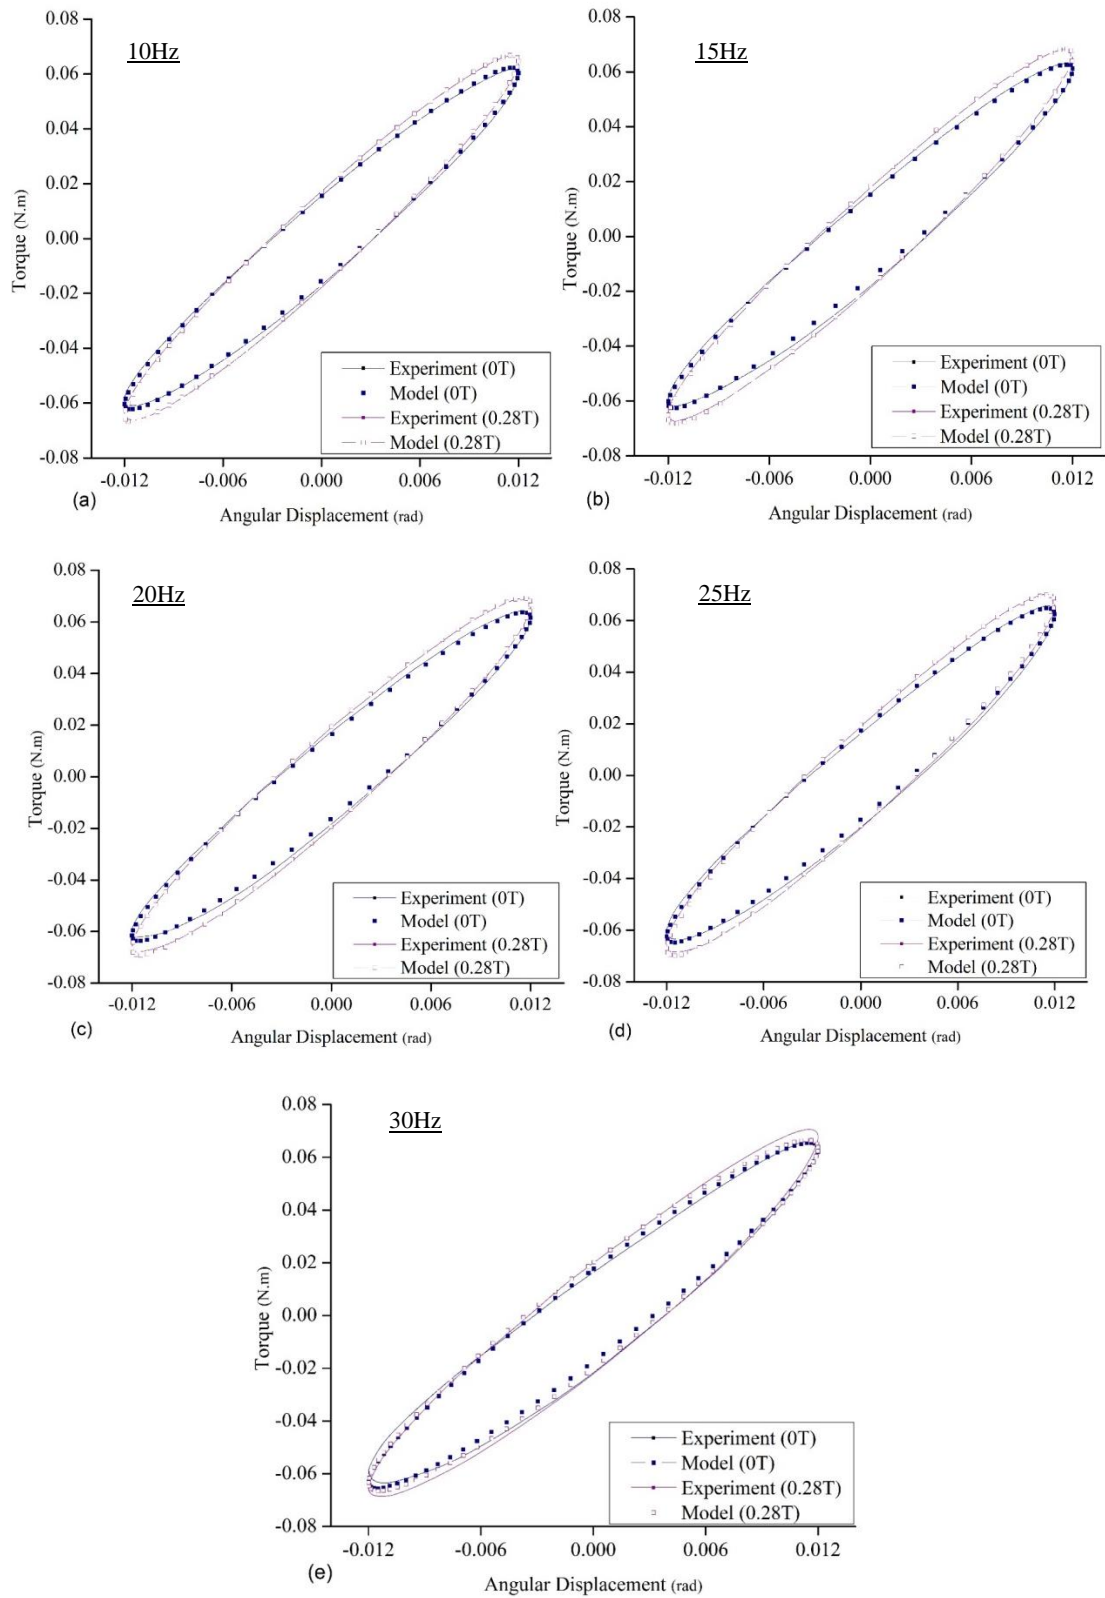 10Hz
0.08
0.06
0.04
0.02
0.00
-0.02
-0.04
-0.06
-0.08
Torque (N.m)
Experiment (0T)
Model (0T)
Experiment (0.28T)
Model (0.28T)
-0.012 -0.006 0.000 0.006 0.012
(a)
Angular Displacement (rad)
15Hz
0.08
0.06
0.04
0.02
0.00
-0.02
-0.04
-0.06
-0.08
Torque (N.m)
Experiment (0T)
Model (0T)
Experiment (0.28T)
Model (0.28T)
-0.012 -0.006 0.000 0.006 0.012
(b)
Angular Displacement (rad)
20Hz
0.08
0.06
0.04
0.02
0.00
-0.02
-0.04
-0.06
-0.08
Torque (N.m)
Experiment (0T)
Model (0T)
Experiment (0.28T)
Model (0.28T)
-0.012 -0.006 0.000 0.006 0.012
(c)
Angular Displacement (rad)
25Hz
0.08
0.06
0.04
0.02
0.00
-0.02
-0.04
-0.06
-0.08
Torque (N.m)
Experiment (0T)
Model (0T)
Experiment (0.28T)
Model (0.28T)
-0.012 -0.006 0.000 0.006 0.012
(d)
Angular Displacement (rad)
30Hz
0.08
0.06
0.04
0.02
0.00
-0.02
-0.04
-0.06
-0.08
Torque (N.m)
Experiment (0T)
Model (0T)
Experiment (0.28T)
Model (0.28T)
-0.012 -0.006 0.000 0.006 0.012
(e)
Angular Displacement (rad)